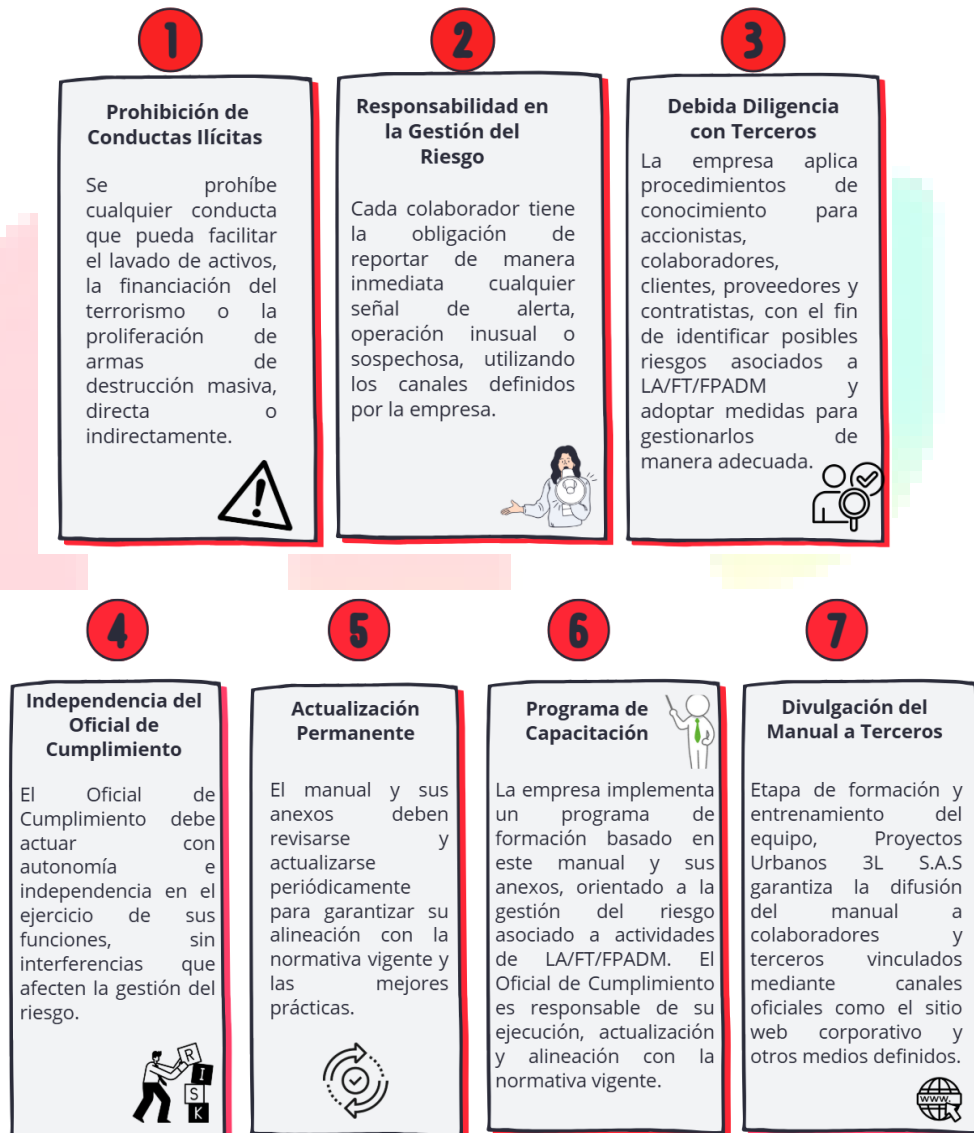 1
Prohibición de
Conductas Ilícitas
Se prohíbe
cualquier conducta
que pueda facilitar
el lavado de activos,
la financiación del
terrorismo o la
proliferación de
armas de
destrucción masiva,
directa o
indirectamente.
2
Responsabilidad en
la Gestión del
Riesgo
Cada colaborador tiene
la obligación de
reportar de manera
inmediata cualquier
señal de alerta,
operación inusual o
sospechosa, utilizando
los canales definidos
por la empresa.
3
Debida Diligencia
con Terceros
La empresa aplica
procedimientos de
conocimiento para
accionistas,
colaboradores,
clientes, proveedores y
contratistas, con el fin
de identificar posibles
riesgos asociados a
LA/FT/FPADM y
adoptar medidas para
gestionarlos de
manera adecuada.
4
Independencia del
Oficial de
Cumplimiento
El Oficial de
Cumplimiento debe
actuar con
autonomía e
independencia en el
ejercicio de sus
funciones, sin
interferencias que
afecten la gestión del
riesgo.
R
I
S
K
5
Actualización
Permanente
El manual y sus
anexos deben
revisarse y
actualizarse
periódicamente
para garantizar su
alineación con la
normativa vigente y
las mejores
prácticas.
6
Programa de
Capacitación
La empresa implementa
un programa de
formación basado en
este manual y sus
anexos, orientado a la
gestión del riesgo
asociado a actividades
de LA/FT/FPADM. El
Oficial de Cumplimiento
es responsable de su
ejecución, actualización
y alineación con la
normativa vigente.
7
Divulgación del
Manual a Terceros
Etapa de formación y
entrenamiento del
equipo, Proyectos
Urbanos 3L S.A.S
garantiza la difusión
del manual a
colaboradores y
terceros vinculados
mediante canales
oficiales como el sitio
web corporativo y
otros medios definidos.
www.